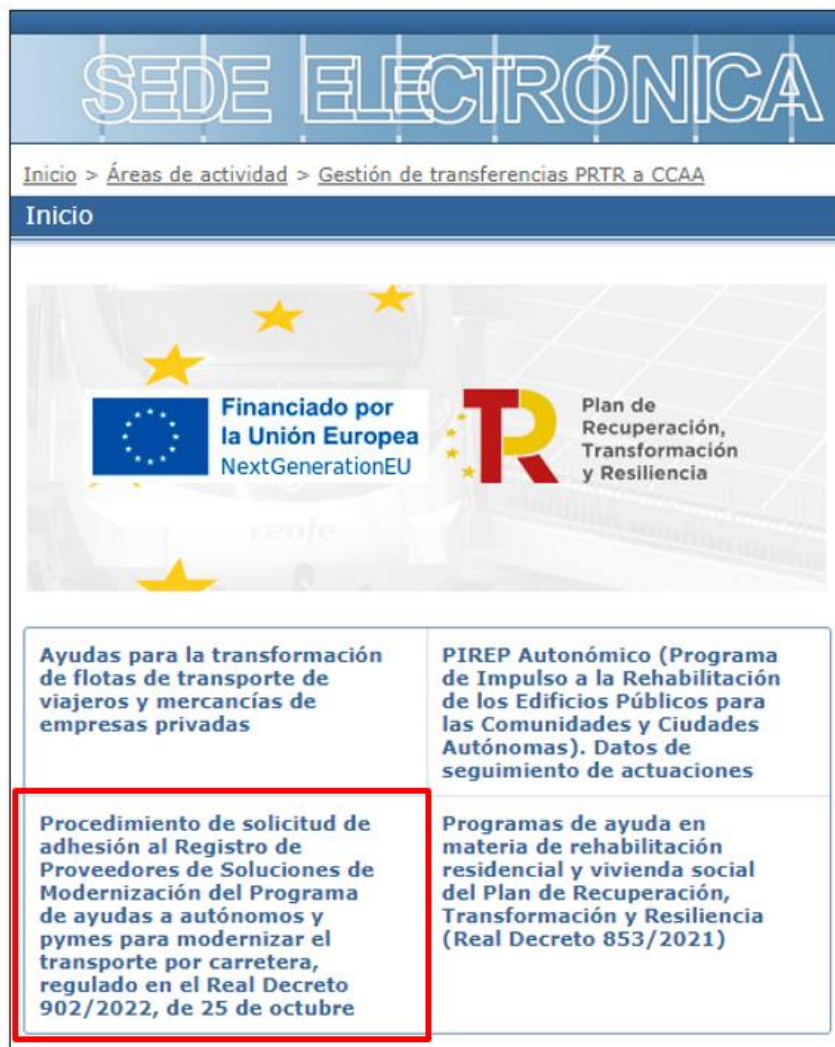 SEDE ELECTRÓNICA
Inicio > Áreas de actividad > Gestión de transferencias PRTR a CCAA
Inicio
Financiado por
la Unión Europea
NextGenerationEU
TR
Plan de
Recuperación,
Transformación
y Resiliencia
renfe
Ayudas para la transformación
de flotas de transporte de
viajeros y mercancías de
empresas privadas
PIREP Autonómico (Programa
de Impulso a la Rehabilitación
de los Edificios Públicos para
las Comunidades y Ciudades
Autónomas). Datos de
seguimiento de actuaciones
Procedimiento de solicitud de
adhesión al Registro de
Proveedores de Soluciones de
Modernización del Programa
de ayudas a autónomos y
pymes para modernizar el
transporte por carretera,
regulado en el Real Decreto
902/2022, de 25 de octubre
Programas de ayuda en
materia de rehabilitación
residencial y vivienda social
del Plan de Recuperación,
Transformación y Resiliencia
(Real Decreto 853/2021)